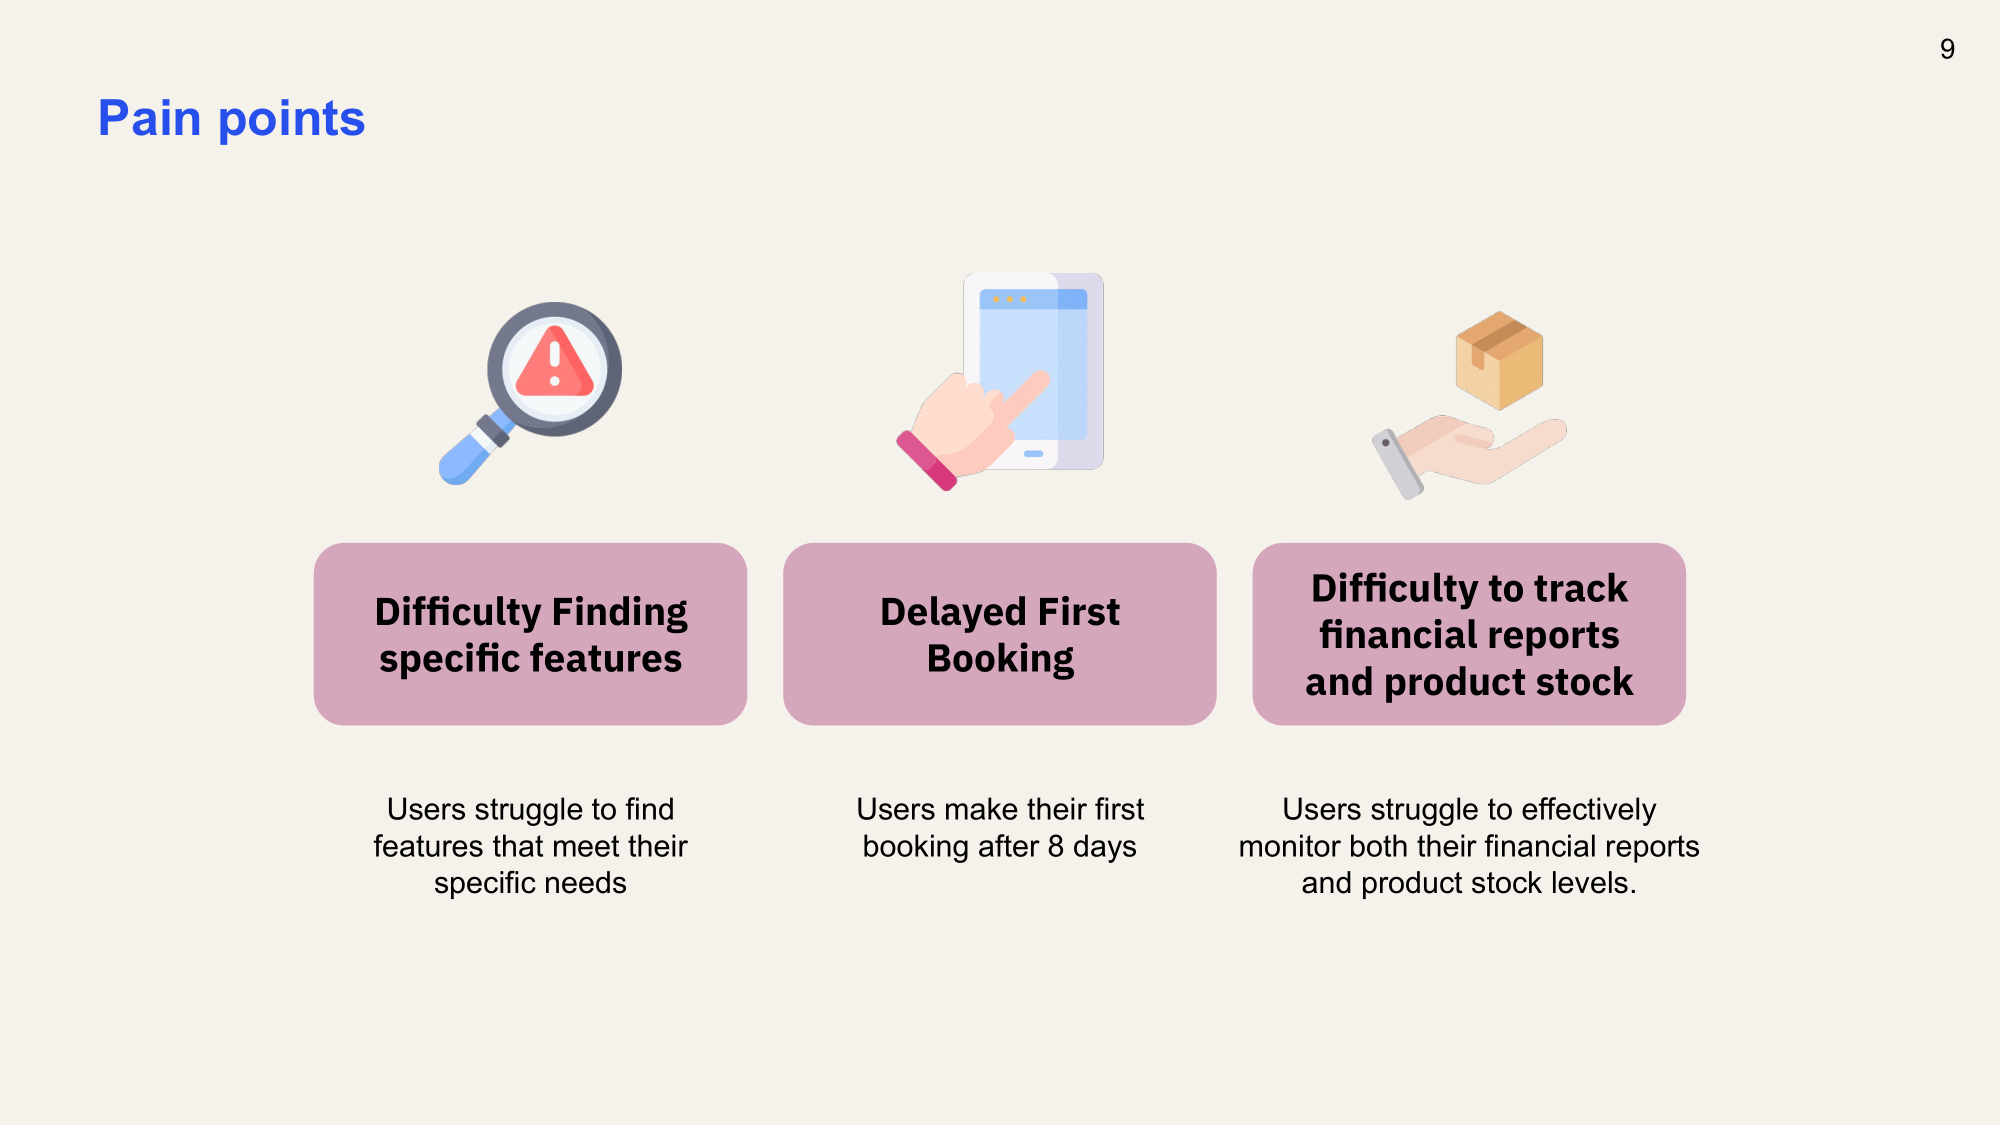 9
Pain points
Difficulty Finding
specific features
Delayed First
Booking
Difficulty to track
financial reports
and product stock
Users struggle to find
features that meet their
specific needs
Users make their first
booking after 8 days
Users struggle to effectively
monitor both their financial reports
and product stock levels.